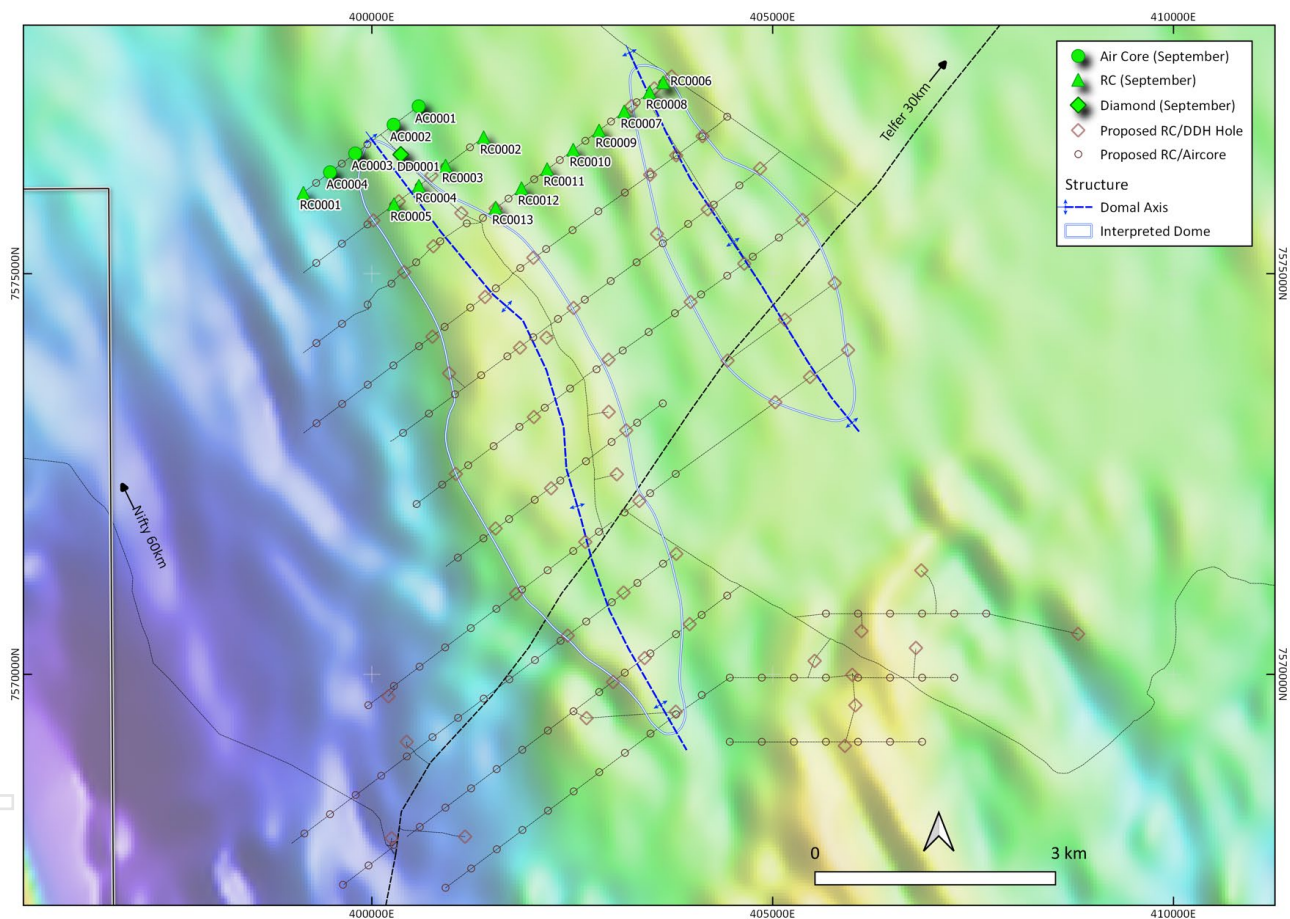 400000E
405000E
410000E
Air Core (September)
RC (September)
Diamond (September)
Proposed RC/DDH Hole
Proposed RC/Aircore
Structure
Domal Axis
Interpreted Dome
Telfer 30km
RC0006
RC0008
RC0007
RC0009
RC0010
RC0011
RC0012
RC0013
AC0001
AC0002
RC0002
AC0003
DD0001
RC0003
AC0004
RC0004
RC0001
RC0005
7575000N
7575000N
Nifty 60km
7570000N
7570000N
0
3 km
400000E
405000E
410000E